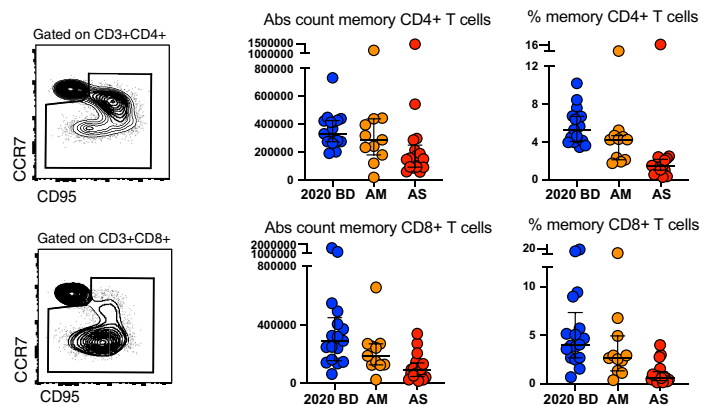 Gated on CD3+CD4+
CCR7
CD95
Abs count memory CD4+ T cells
1500000
1000000
800000
600000
400000
200000
0
2020 BD AM AS
% memory CD4+ T cells
16
12
8
4
0
2020 BD AM AS
Gated on CD3+CD8+
CCR7
CD95
Abs count memory CD8+ T cells
2000000
1000000
800000
400000
0
2020 BD AM AS
% memory CD8+ T cells
20
10
5
0
2020 BD AM AS